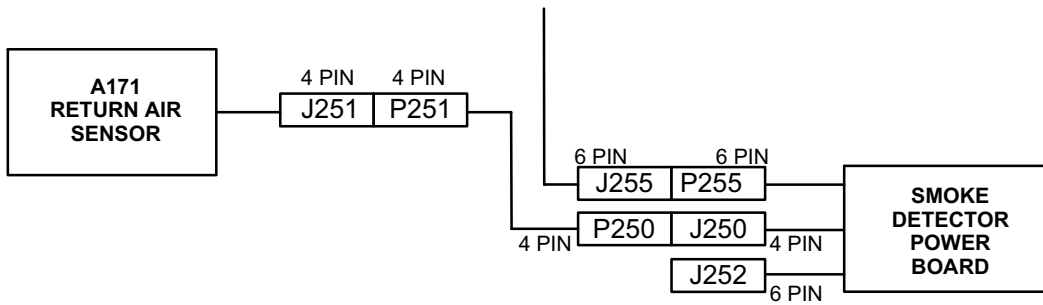 A171
RETURN AIR
SENSOR
4 PIN 4 PIN
J251 P251
6 PIN 6 PIN
J255 P255
4 PIN P250 J250 4 PIN
J252
6 PIN
SMOKE
DETECTOR
POWER
BOARD